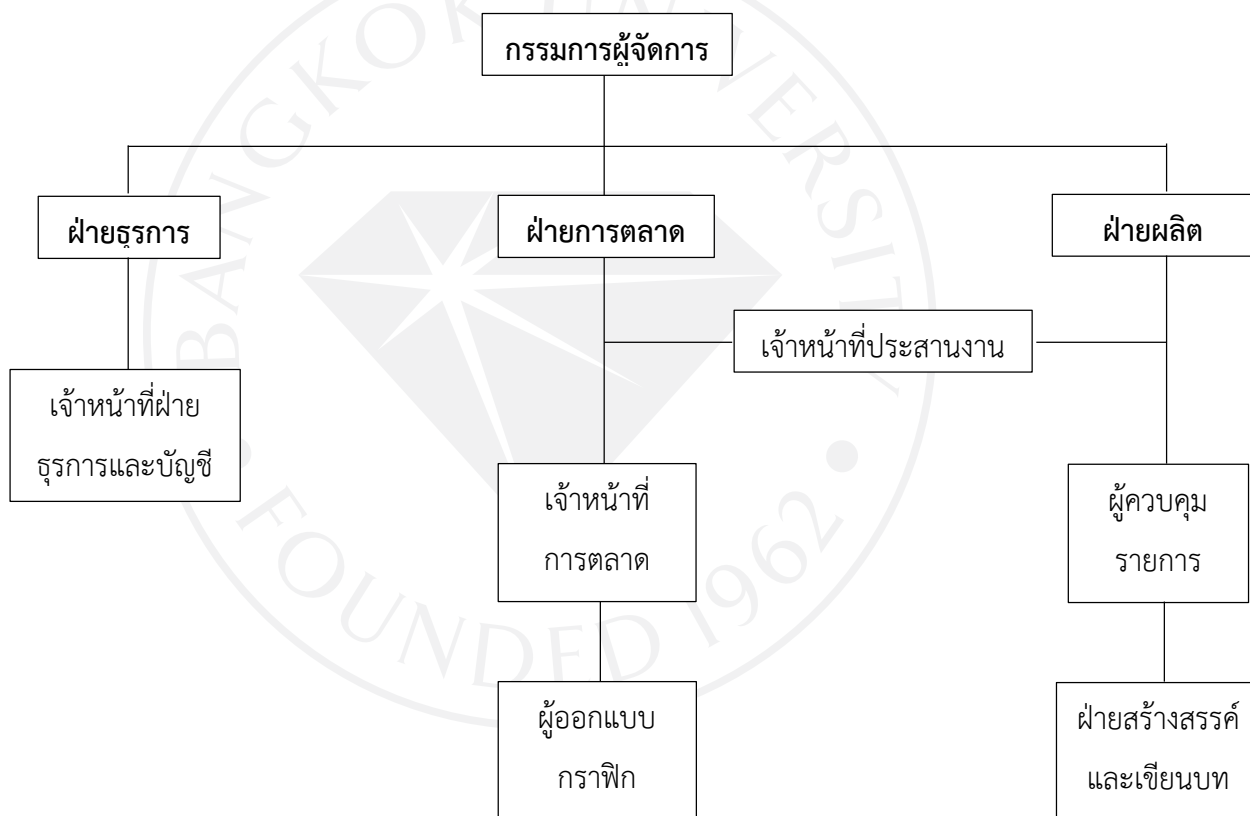 กรรมการผู้จัดการ
ฝ่ายธุรการ
ฝ่ายการตลาด
ฝ่ายผลิต
เจ้าหน้าที่ประสานงาน
เจ้าหน้าที่ฝ่าย
ธุรการและบัญชี
เจ้าหน้าที่
การตลาด
ผู้ควบคุม
รายการ
ผู้ออกแบบ
กราฟิก
ฝ่ายสร้างสรรค์
และเขียนบท
BANGKOK UNIVERSITY
FOUNDED 1962